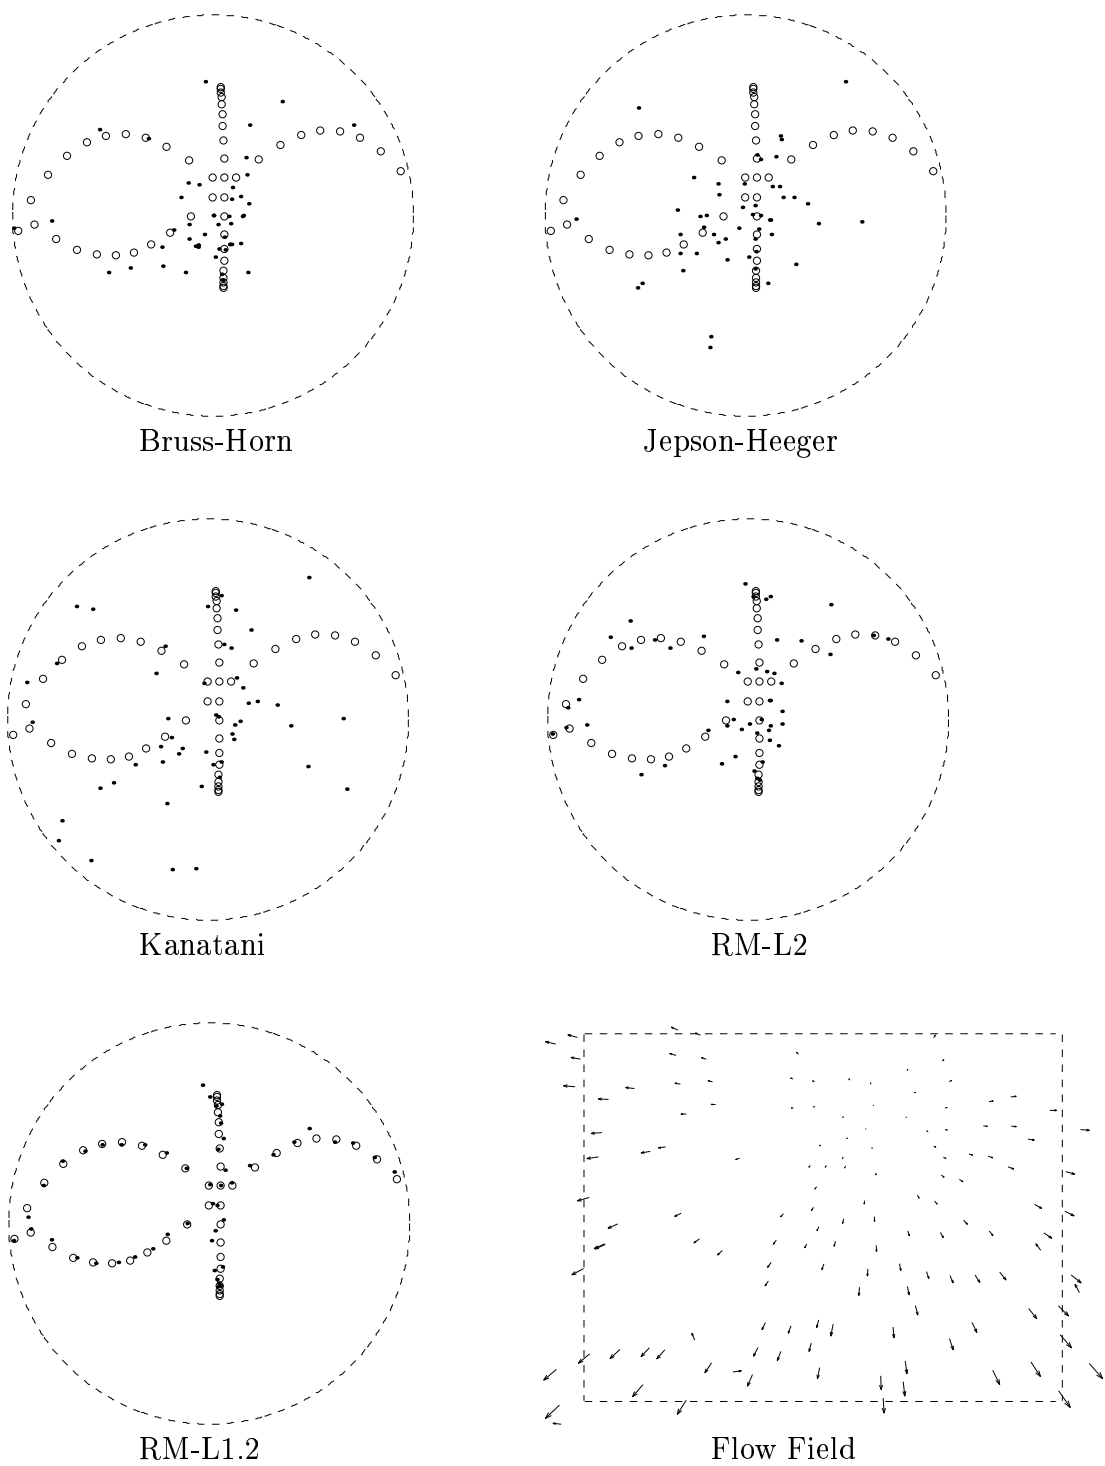 Bruss-Horn
Jepson-Heeger
Kanatani
RM-L2
RM-L1.2
Flow Field